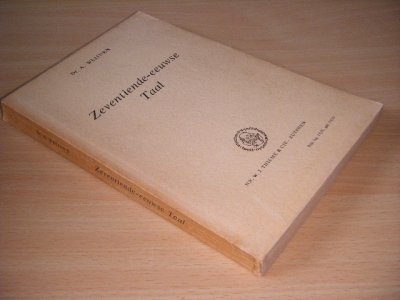 Dr. A. WEIJNEN
Zeventiende-eeuwse
Taal
N.V. W. J. THIEME & CIE - ZUTPHEN
Zeventiende-eeuwse Taal